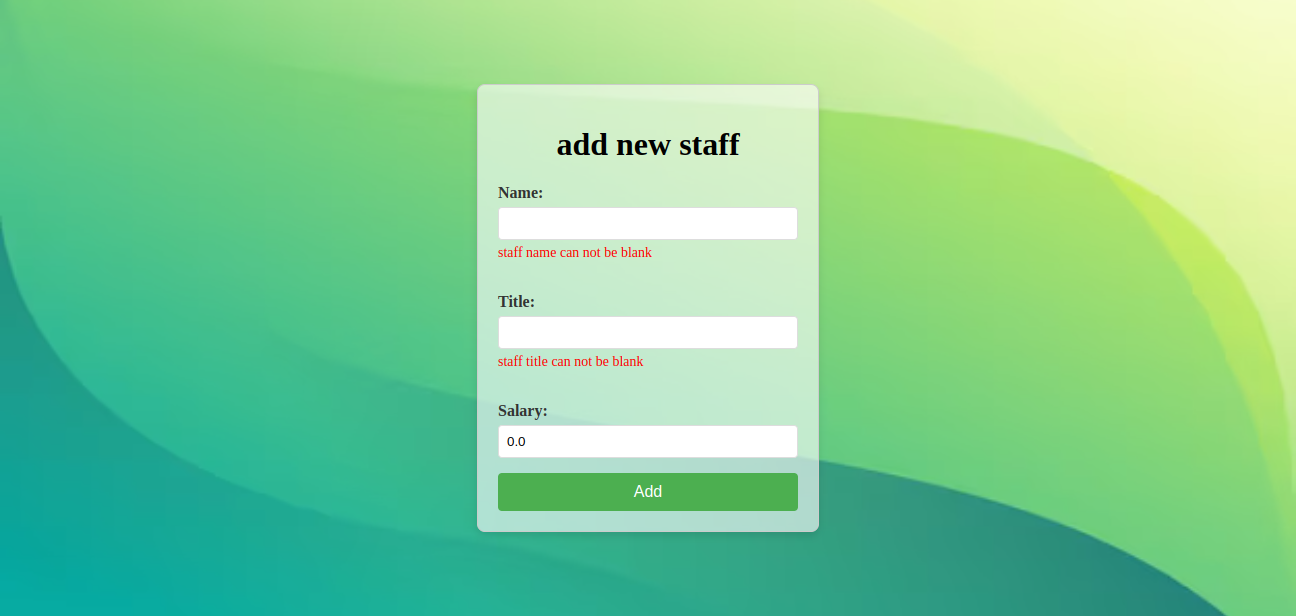 add new staff
Name:
staff name can not be blank
Title:
staff title can not be blank
Salary:
0.0
Add